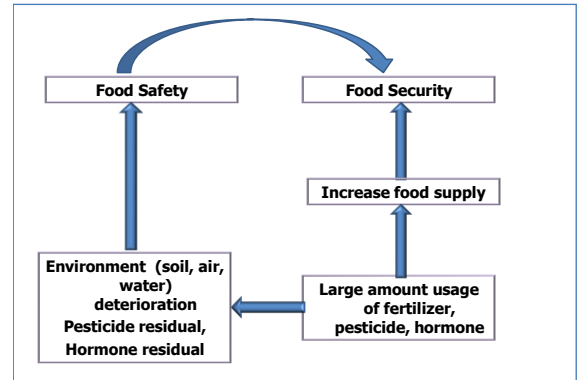 Food Safety
Food Security
Increase food supply
Environment (soil, air,
water)
deterioration
Pesticide residual,
Hormone residual
Large amount usage
of fertilizer,
pesticide, hormone